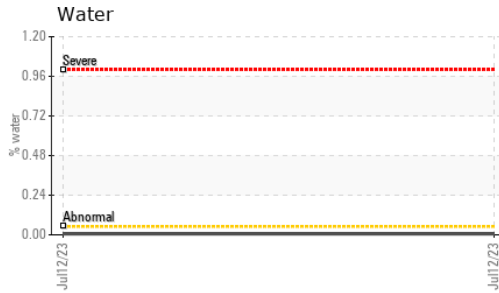 Water
1.20
Severe
0.96
0.72
% water
0.48
0.24
Abnormal
0.00
Jul12/23
Jul12/23